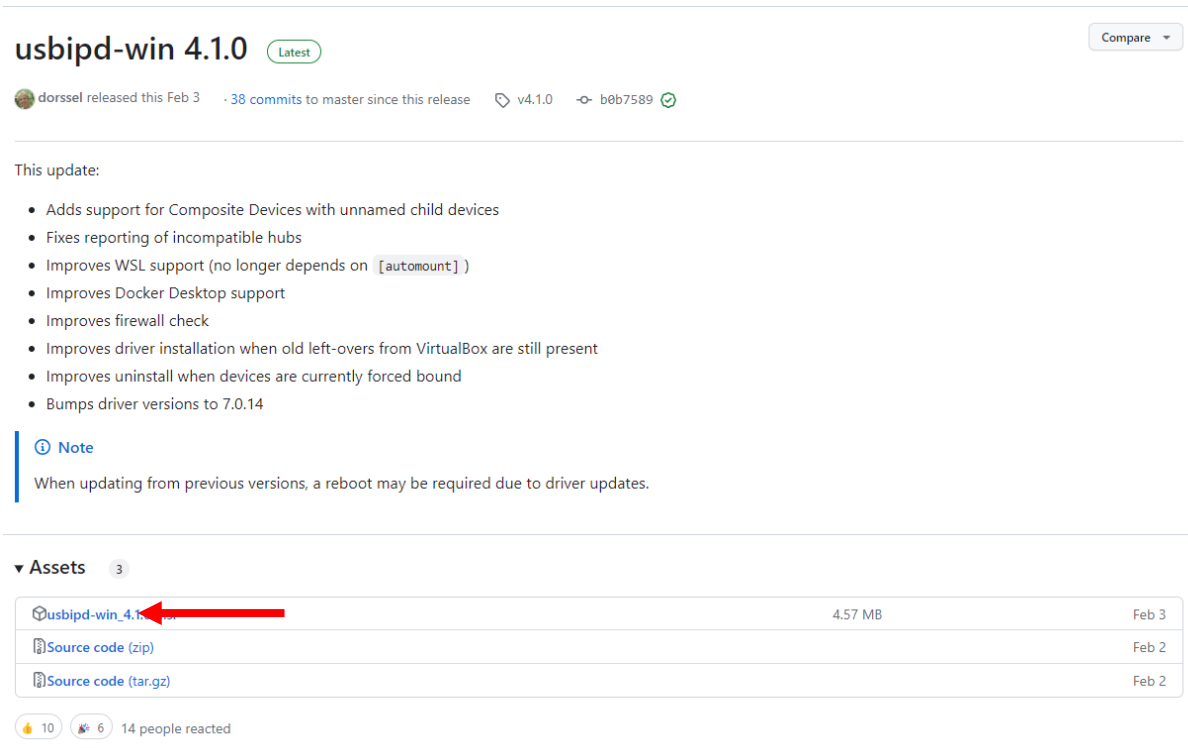 usbipd-win 4.1.0 Latest
Compare
dorssel released this Feb 3 · 38 commits to master since this release v4.1.0 b0b7589
This update:
• Adds support for Composite Devices with unnamed child devices
• Fixes reporting of incompatible hubs
• Improves WSL support (no longer depends on [automount])
• Improves Docker Desktop support
• Improves firewall check
• Improves driver installation when old left-overs from VirtualBox are still present
• Improves uninstall when devices are currently forced bound
• Bumps driver versions to 7.0.14
Note
When updating from previous versions, a reboot may be required due to driver updates.
Assets 3
usbipd-win_4.1. 4.57 MB Feb 3
Source code (zip) Feb 2
Source code (tar.gz) Feb 2
10 6 14 people reacted